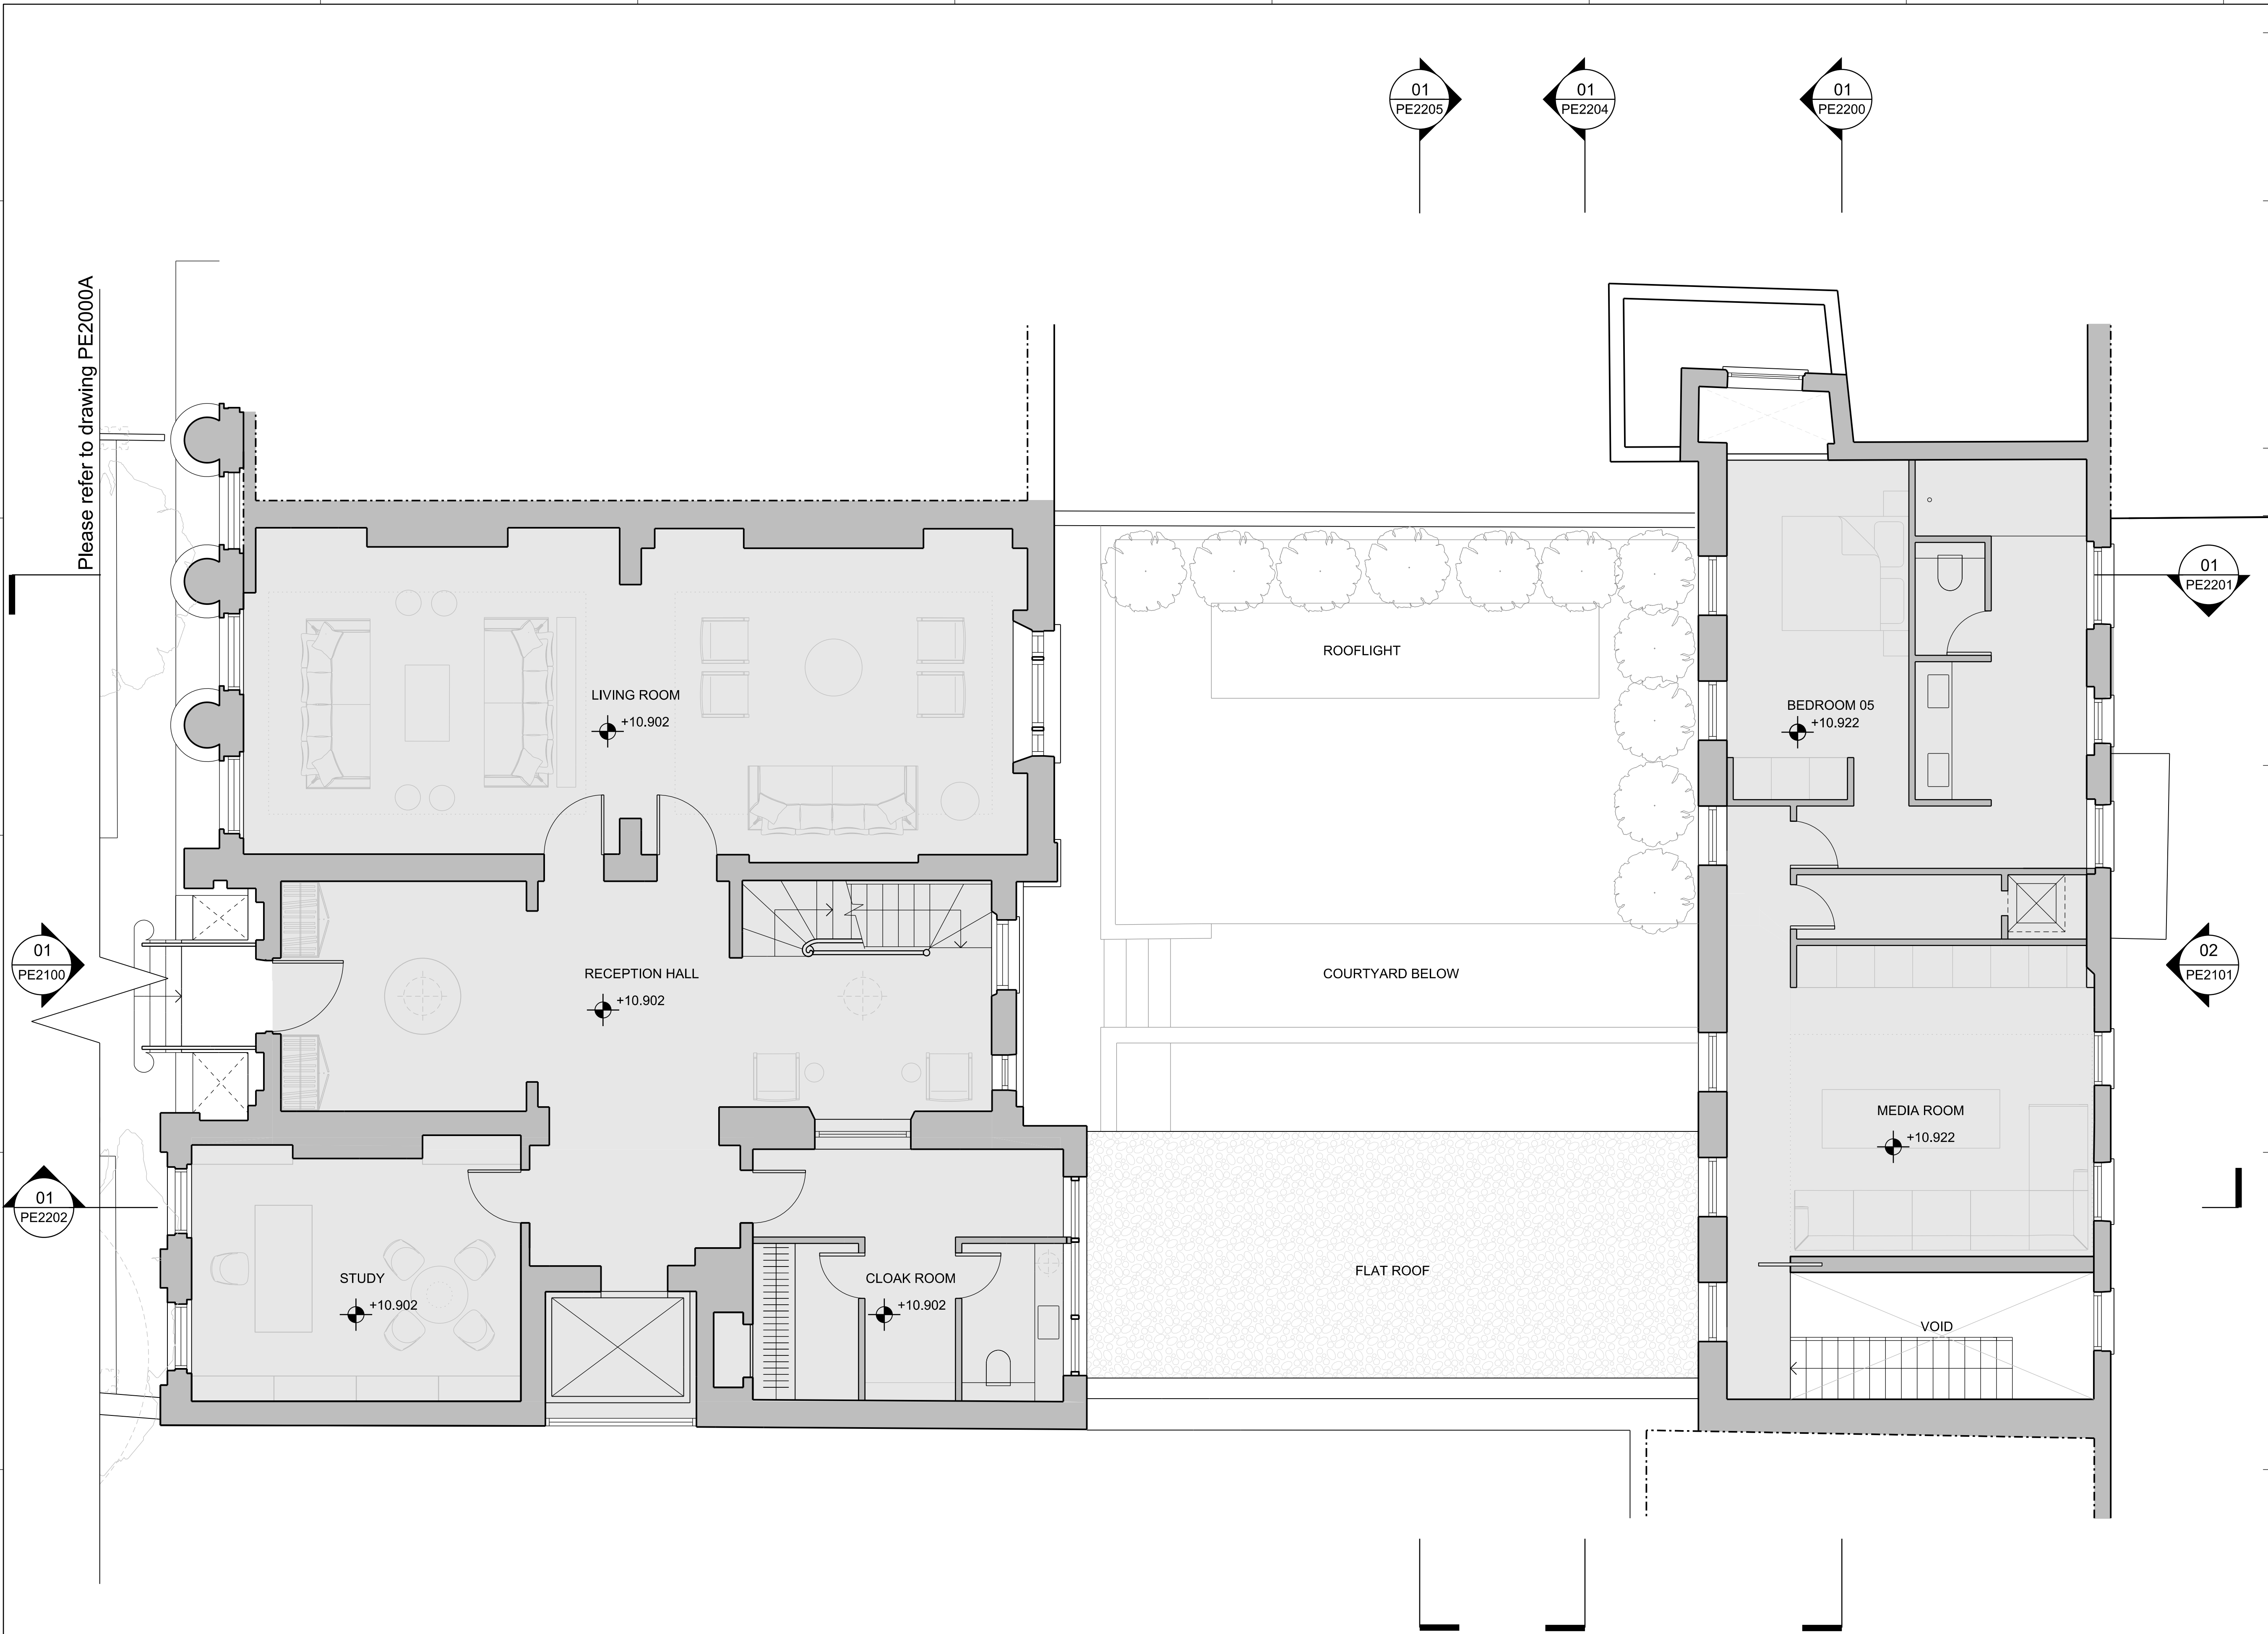 01
PE2205
01
PE2204
01
PE2200
Please refer to drawing PE2000A
01
PE2201
ROOFLIGHT
LIVING ROOM
+10.902
BEDROOM 05
+10.922
01
PE2100
RECEPTION HALL
+10.902
COURTYARD BELOW
02
PE2101
MEDIA ROOM
+10.922
01
PE2202
STUDY
+10.902
CLOAK ROOM
+10.902
FLAT ROOF
VOID